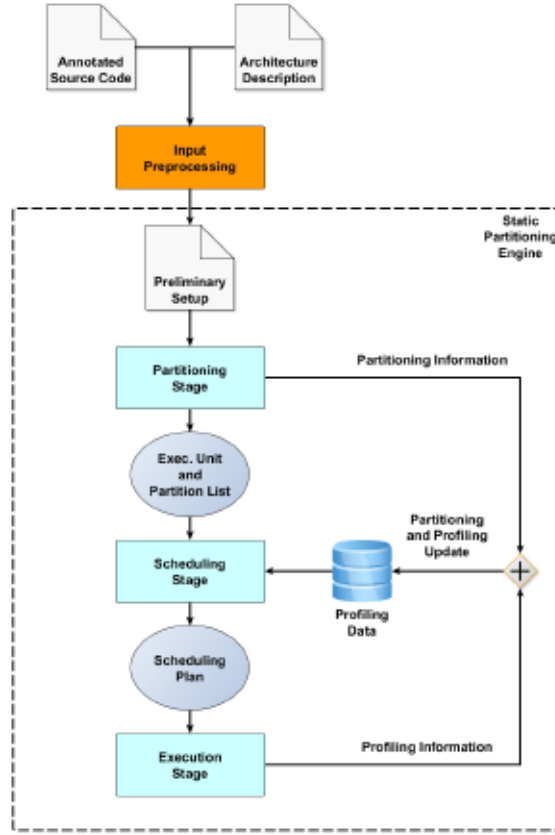 Annotated
Source Code
Architecture
Description
Input
Preprocessing
Static
Partitioning
Engine
Preliminary
Setup
Partitioning
Stage
Partitioning Information
Exec. Unit
and
Partition List
Scheduling
Stage
Partitioning
and Profiling
Update
Profiling
Data
Scheduling
Plan
Execution
Stage
Profiling Information